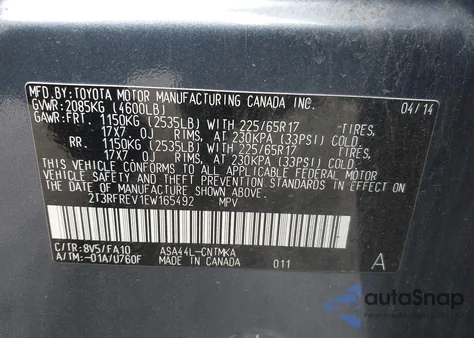 MFD.BY:TOYOTA MOTOR MANUFACTURING CANADA INC. 04/14
GVWR:2085KG (4600LB)
GAWR:FRT 1150KG (2535LB) WITH 225/65R17 TIRES,
17X7.0J RIMS, AT 230KPA (33PSI) COLD
RR. 1150KG (2535LB) WITH 225/65R17 TIRES,
17X7.0J RIMS, AT 230KPA (33PSI) COLD
THIS VEHICLE CONFORMS TO ALL APPLICABLE FEDERAL MOTOR
VEHICLE SAFETY AND THEFT PREVENTION STANDARDS IN
EFFECT ON THE DATE OF MANUFACTURE SHOWN ABOVE.
2T3RFREV1EW165492 MPV
C/TR:8V5/FA10 ASA44L-CNTMKA
A/TM:-01A/U760F MADE IN CANADA 011 A
autoSnap